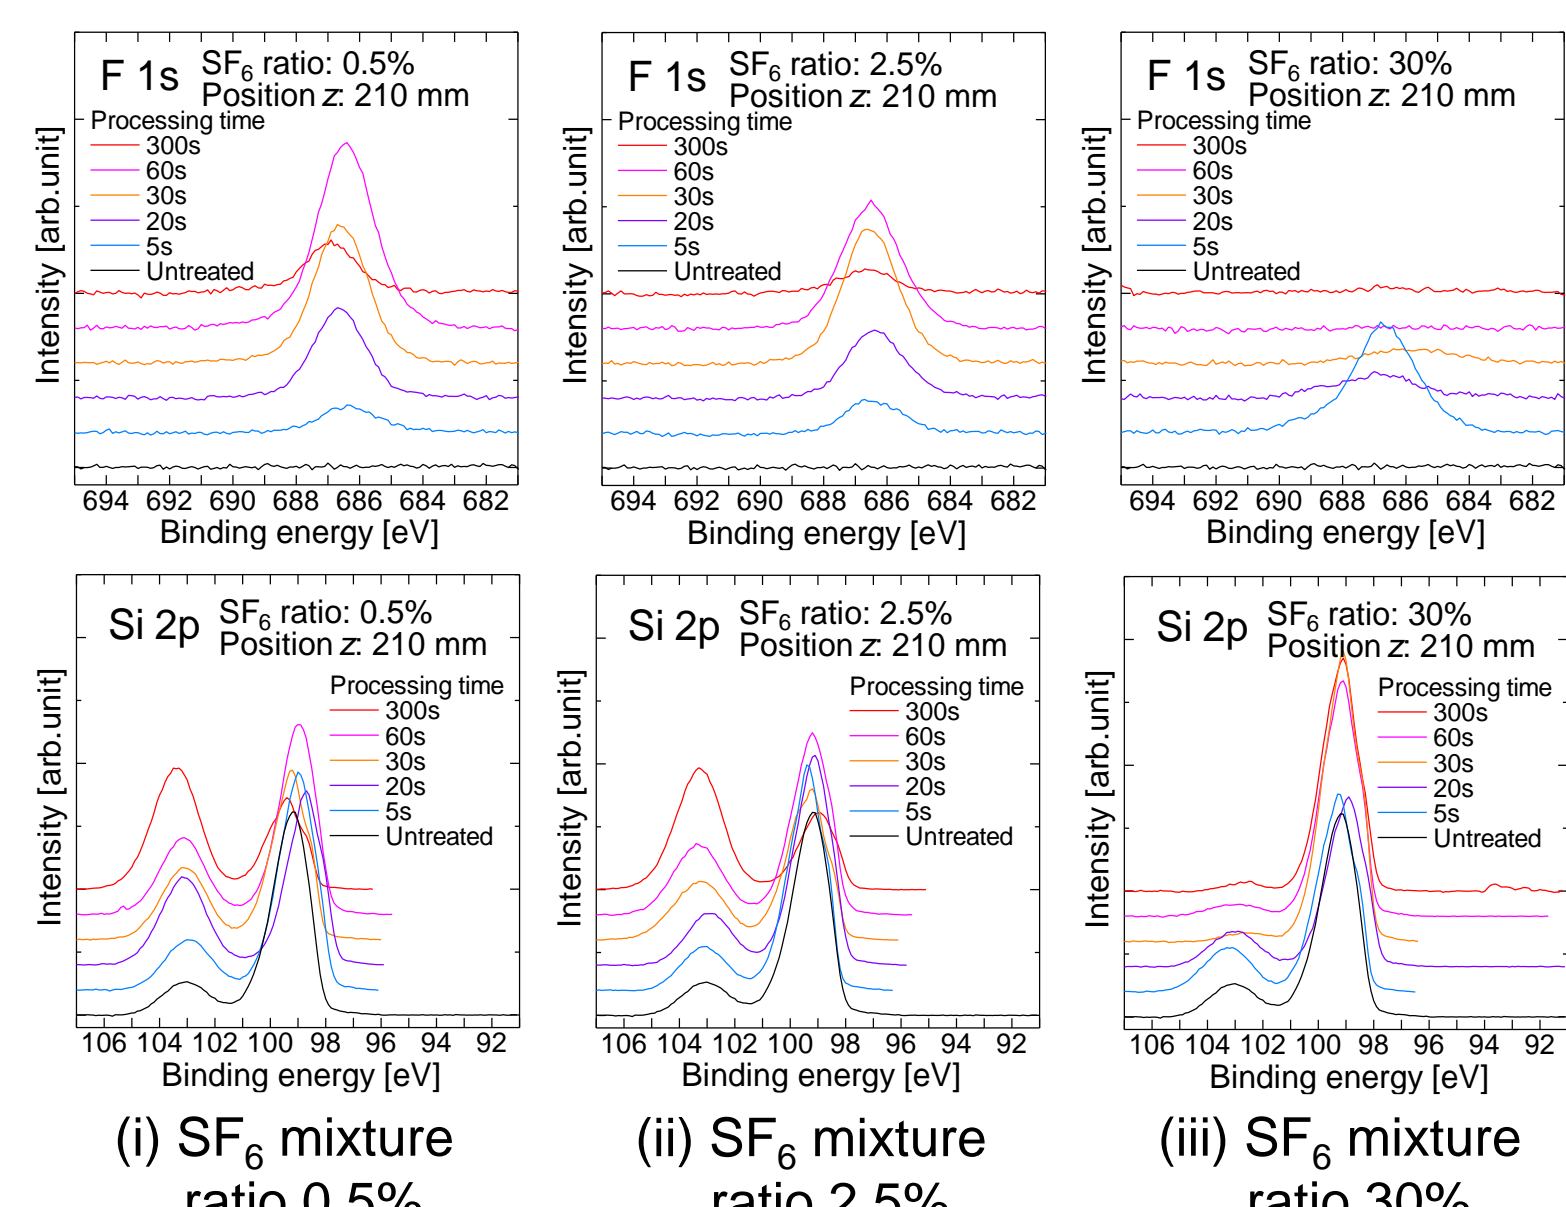 F 1s
SF6 ratio: 0.5%
Position z: 210 mm
Processing time
300s
60s
30s
20s
5s
Untreated
Intensity [arb.unit]
694 692 690 688 686 684 682
Binding energy [eV]
F 1s
SF6 ratio: 2.5%
Position z: 210 mm
Processing time
300s
60s
30s
20s
5s
Untreated
Intensity [arb.unit]
694 692 690 688 686 684 682
Binding energy [eV]
F 1s
SF6 ratio: 30%
Position z: 210 mm
Processing time
300s
60s
30s
20s
5s
Untreated
Intensity [arb.unit]
694 692 690 688 686 684 682
Binding energy [eV]
Si 2p
SF6 ratio: 0.5%
Position z: 210 mm
Processing time
300s
60s
30s
20s
5s
Untreated
Intensity [arb.unit]
106 104 102 100 98 96 94 92
Binding energy [eV]
Si 2p
SF6 ratio: 2.5%
Position z: 210 mm
Processing time
300s
60s
30s
20s
5s
Untreated
Intensity [arb.unit]
106 104 102 100 98 96 94 92
Binding energy [eV]
Si 2p
SF6 ratio: 30%
Position z: 210 mm
Processing time
300s
60s
30s
20s
5s
Untreated
Intensity [arb.unit]
106 104 102 100 98 96 94 92
Binding energy [eV]
(i) SF6 mixture
ratio 0.5%
(ii) SF6 mixture
ratio 2.5%
(iii) SF6 mixture
ratio 30%